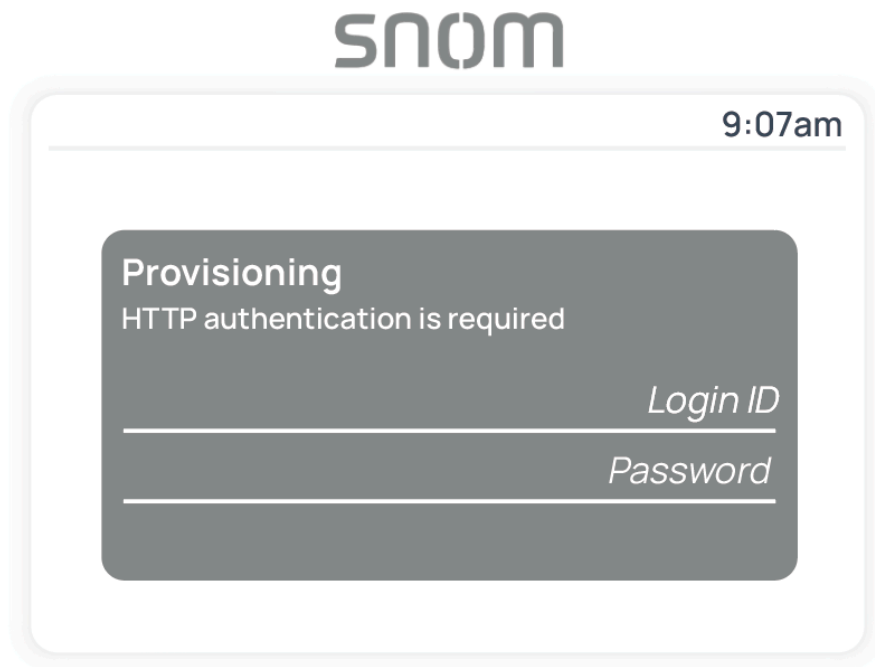 snom
9:07am
Provisioning
HTTP authentication is required
Login ID
Password